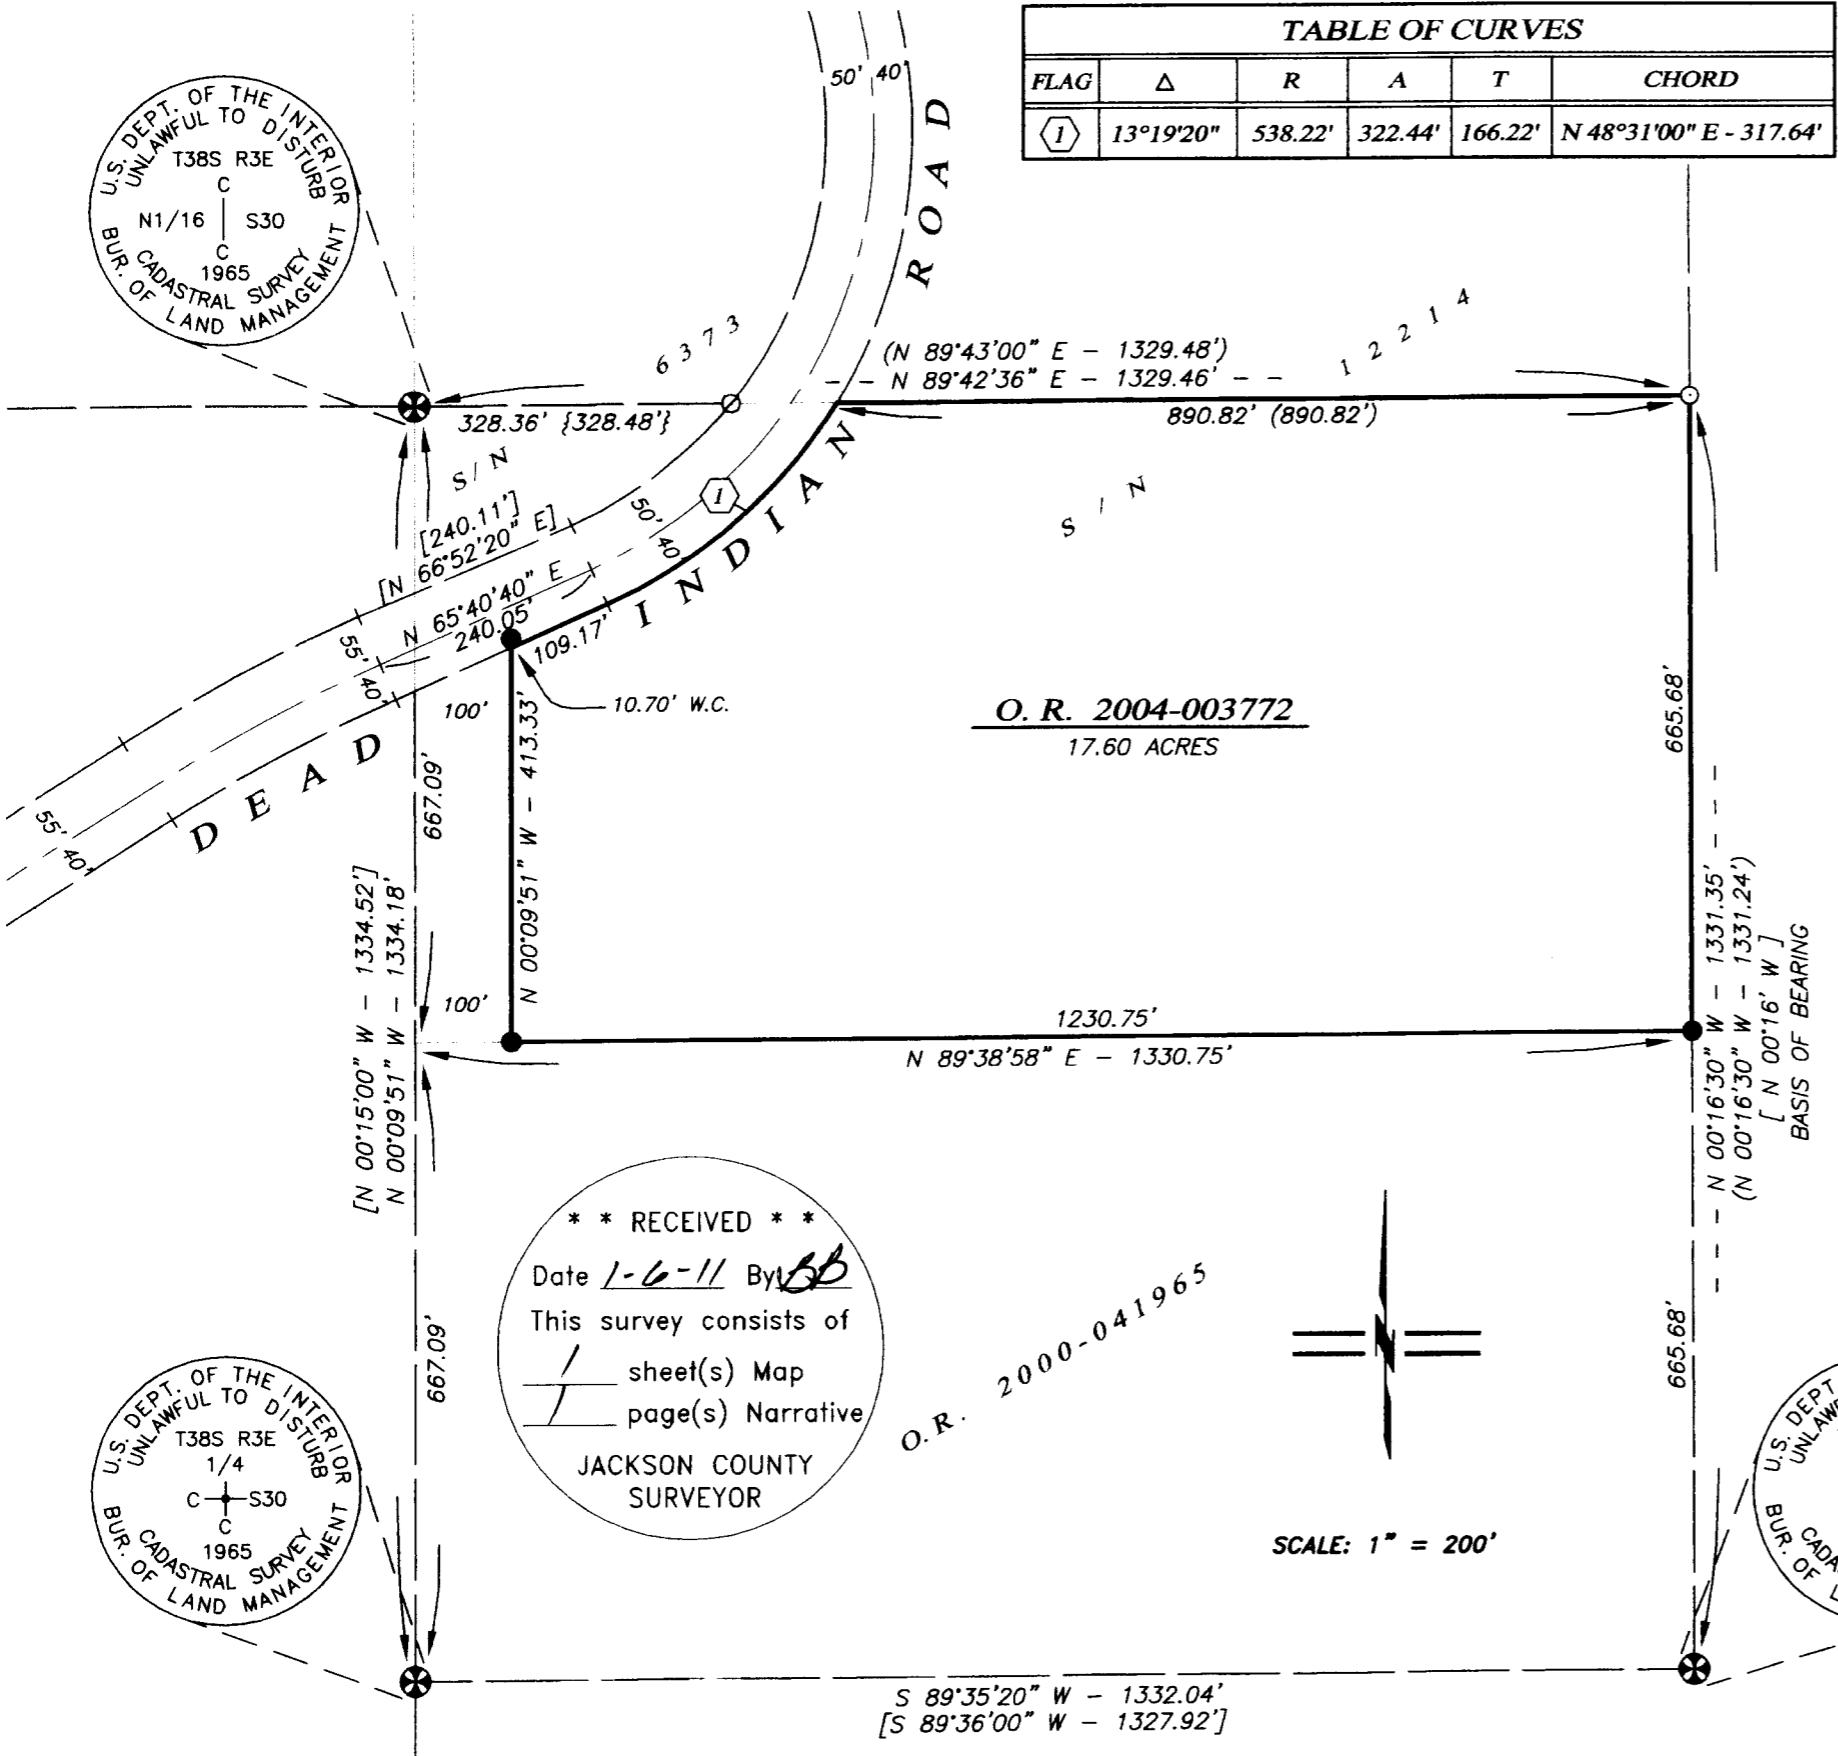 TABLE OF CURVES
FLAG Δ R A T CHORD
1 13°19'20" 538.22' 322.44' 166.22' N 48°31'00" E - 317.64'
U.S. DEPT. OF THE INTERIOR
UNLAWFUL TO DISTURB
T38S R3E
C
N1/16 S30
C
1965
CADASTRAL SURVEY
BUR. OF LAND MANAGEMENT
50' 40'
DEAD INDIAN ROAD
6373
12214
(N 89°43'00" E – 1329.48')
– – N 89°42'36" E – 1329.46' – –
328.36' {328.48'}
890.82' (890.82')
S/N
S/N
1
[240.11']
[N 66°52'20" E]
50'
40'
N 65°40'40" E
240.05'
109.17'
55'
40'
100'
10.70' W.C.
N 00°09'51" W – 413.33'
O. R. 2004-003772
17.60 ACRES
665.68'
55'
40'
667.09'
[N 00°15'00" W – 1334.52']
N 00°09'51" W – 1334.18'
100'
1230.75'
N 89°38'58" E – 1330.75'
– – – N 00°16'30" W – 1331.35' – – –
(N 00°16'30" W – 1331.24')
[ N 00°16' W ]
BASIS OF BEARING
* * RECEIVED * *
Date 1-6-11 By BB
This survey consists of
1 sheet(s) Map
1 page(s) Narrative
JACKSON COUNTY
SURVEYOR
O.R. 2000-041965
N
667.09'
665.68'
SCALE: 1" = 200'
U.S. DEPT. OF THE INTERIOR
UNLAWFUL TO DISTURB
T38S R3E
1/4
C S30
C
1965
CADASTRAL SURVEY
BUR. OF LAND MANAGEMENT
U.S. DEPT
BUR. OF
S 89°35'20" W – 1332.04'
[S 89°36'00" W – 1327.92']